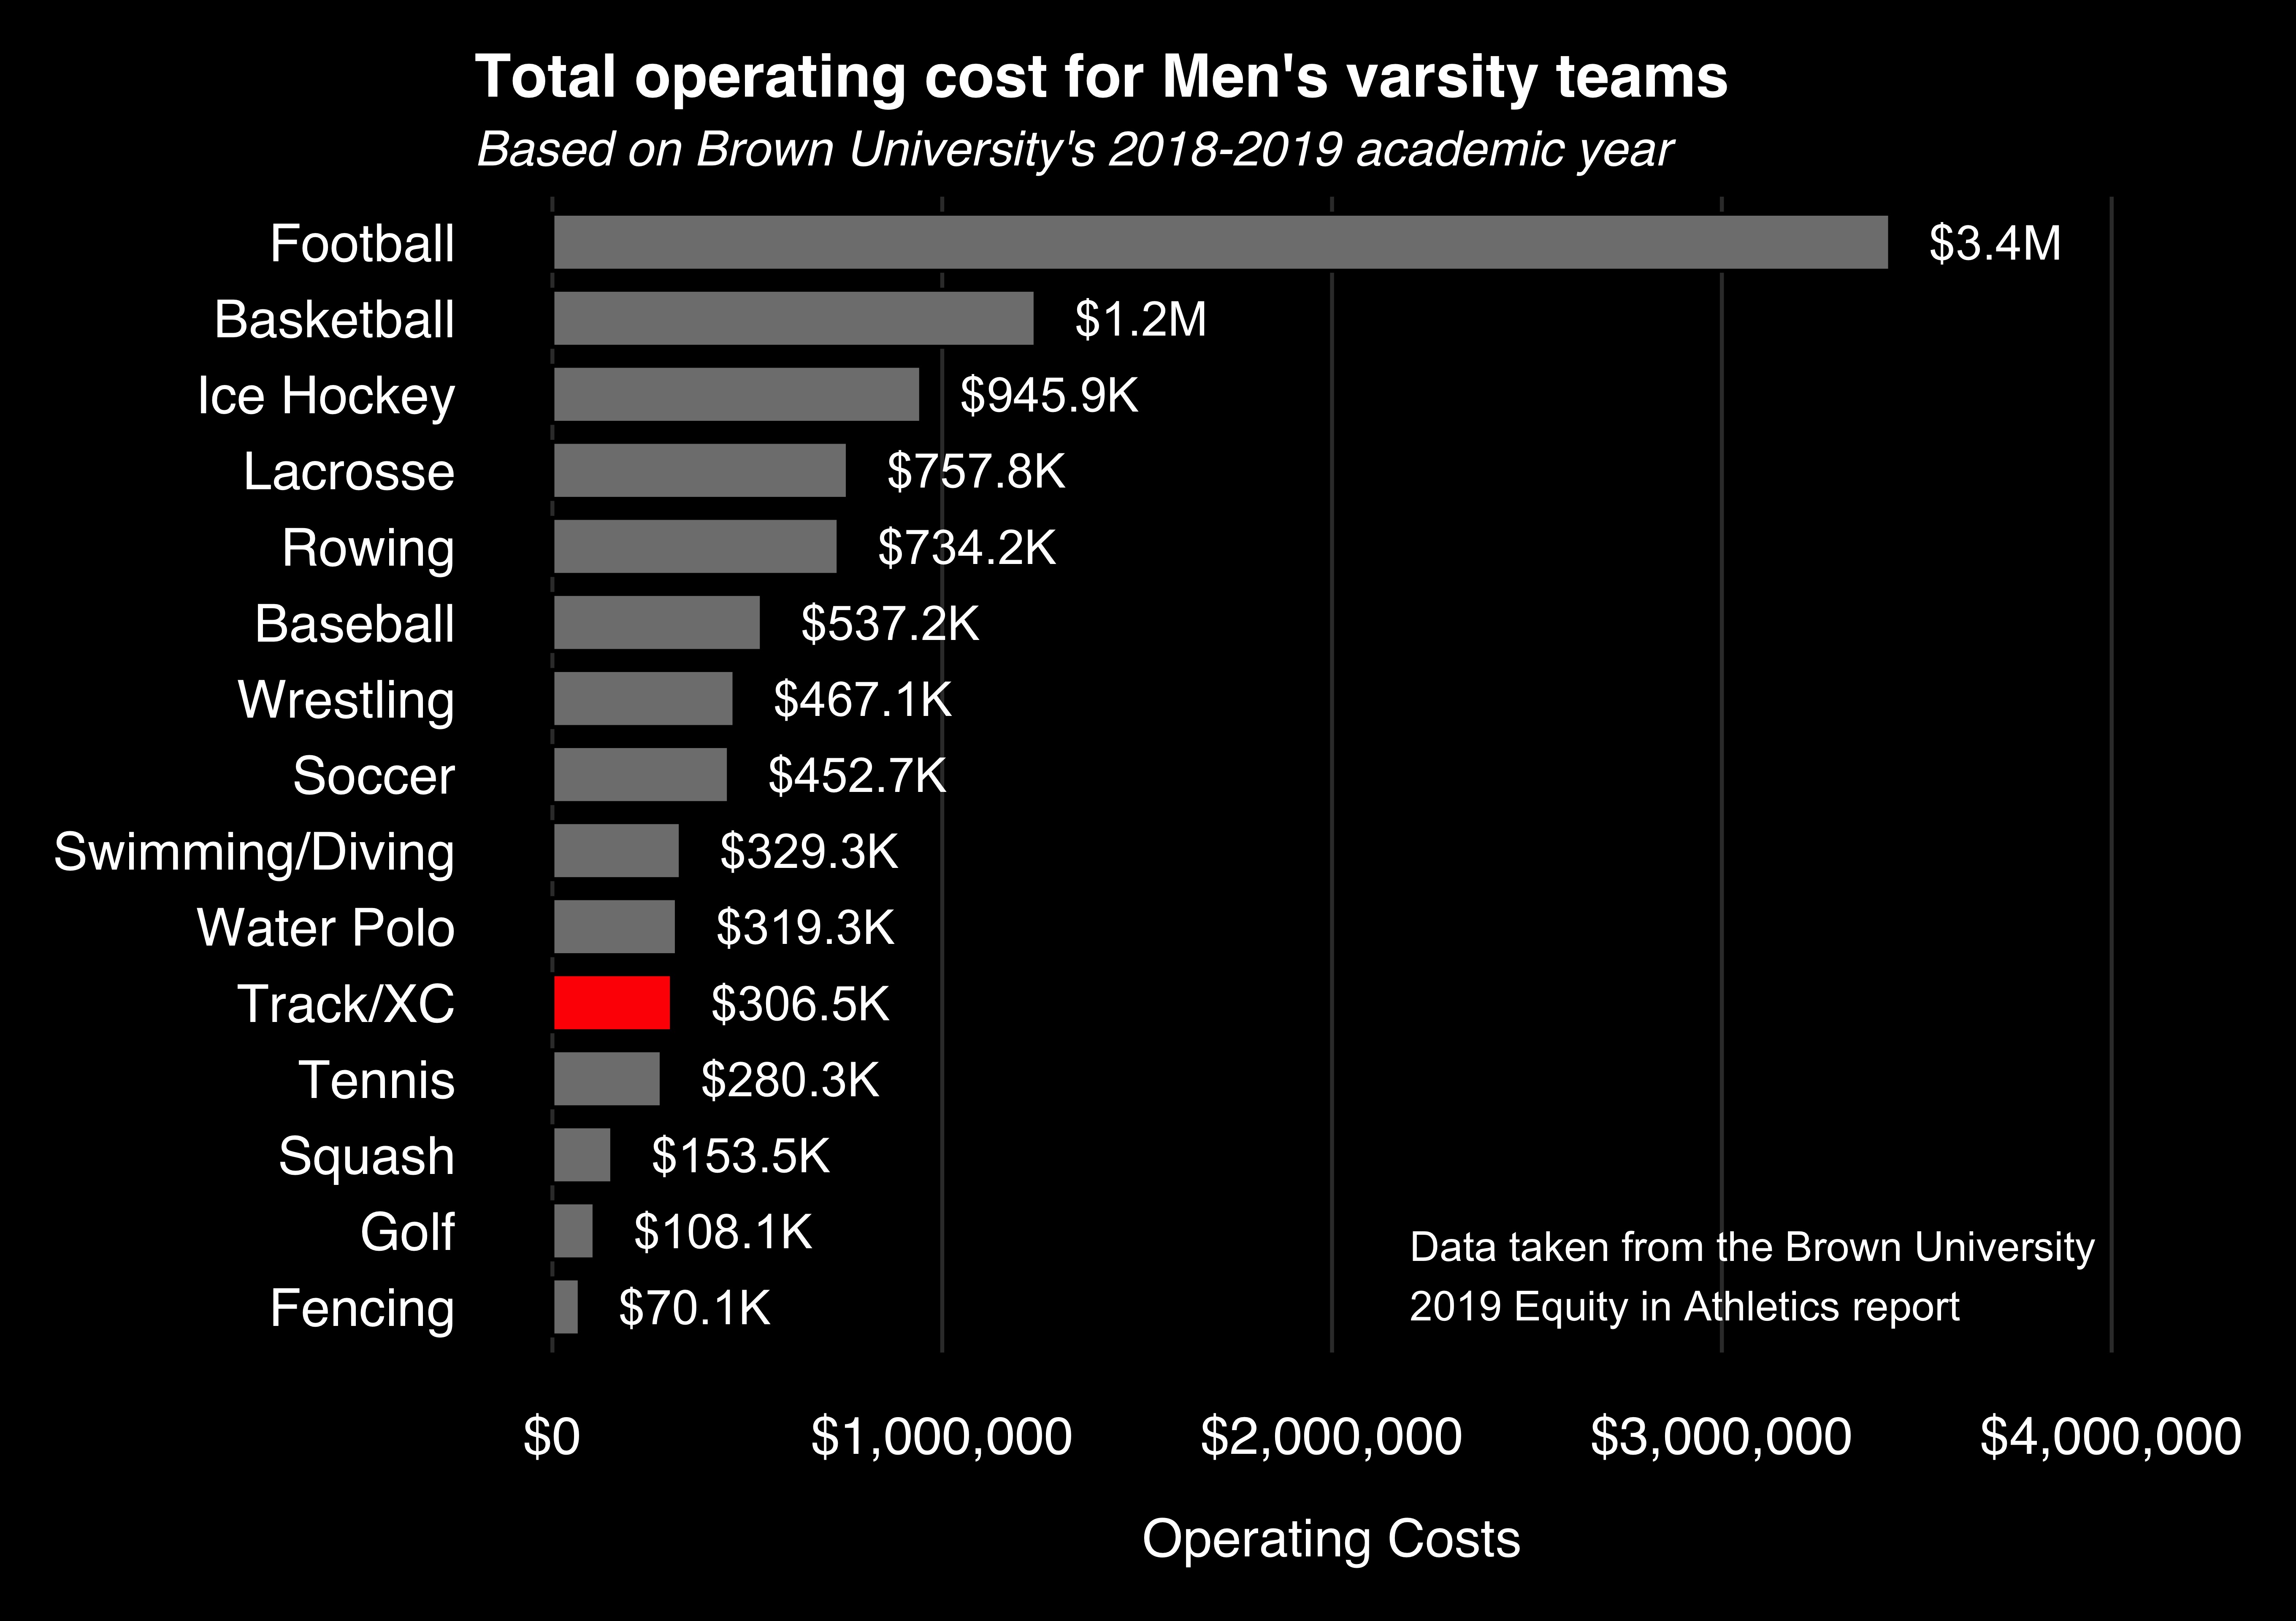 Total operating cost for Men's varsity teams
Based on Brown University's 2018-2019 academic year
Football $3.4M
Basketball $1.2M
Ice Hockey $945.9K
Lacrosse $757.8K
Rowing $734.2K
Baseball $537.2K
Wrestling $467.1K
Soccer $452.7K
Swimming/Diving $329.3K
Water Polo $319.3K
Track/XC $306.5K
Tennis $280.3K
Squash $153.5K
Golf $108.1K
Fencing $70.1K
Data taken from the Brown University
2019 Equity in Athletics report
$0 $1,000,000 $2,000,000 $3,000,000 $4,000,000
Operating Costs